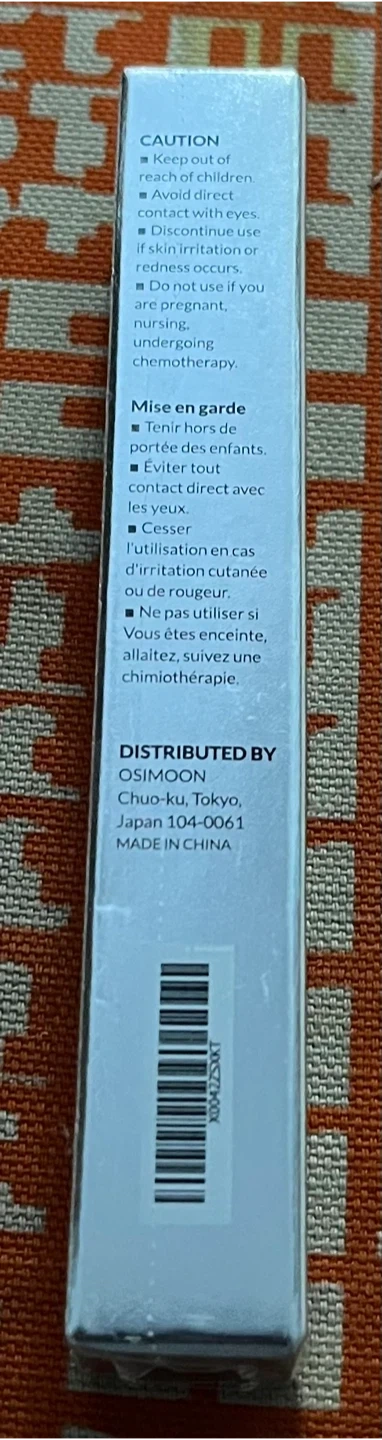 CAUTION
▪ Keep out of
reach of children.
▪ Avoid direct
contact with eyes.
▪ Discontinue use
if skin irritation or
redness occurs.
▪ Do not use if you
are pregnant,
nursing,
undergoing
chemotherapy.
Mise en garde
▪ Tenir hors de
portée des enfants.
▪ Éviter tout
contact direct avec
les yeux.
▪ Cesser
l'utilisation en cas
d'irritation cutanée
ou de rougeur.
▪ Ne pas utiliser si
Vous êtes enceinte,
allaitez, suivez une
chimiothérapie.
DISTRIBUTED BY
OSIMOON
Chuo-ku, Tokyo,
Japan 104-0061
MADE IN CHINA